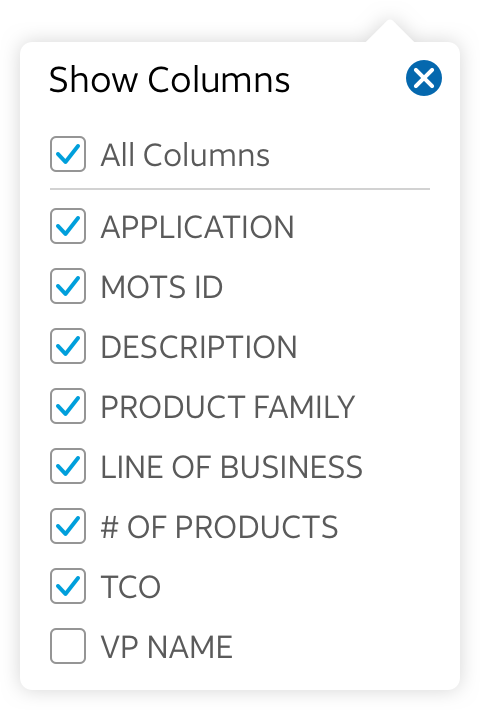 Show Columns
All Columns
APPLICATION
MOTS ID
DESCRIPTION
PRODUCT FAMILY
LINE OF BUSINESS
# OF PRODUCTS
TCO
VP NAME